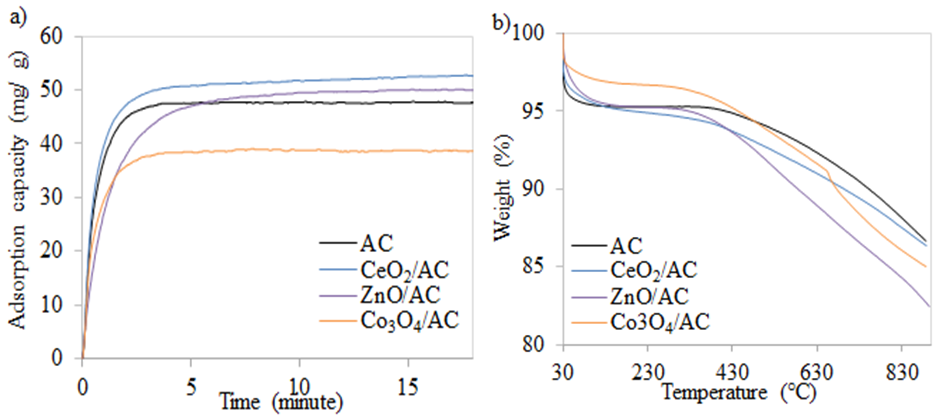 a)
Adsorption capacity (mg/ g)
60
50
40
30
20
10
0
0 5 10 15
Time (minute)
AC
CeO₂/AC
ZnO/AC
Co₃O₄/AC
b)
Weight (%)
100
95
90
85
80
30 230 430 630 830
Temperature (°C)
AC
CeO₂/AC
ZnO/AC
Co3O₄/AC